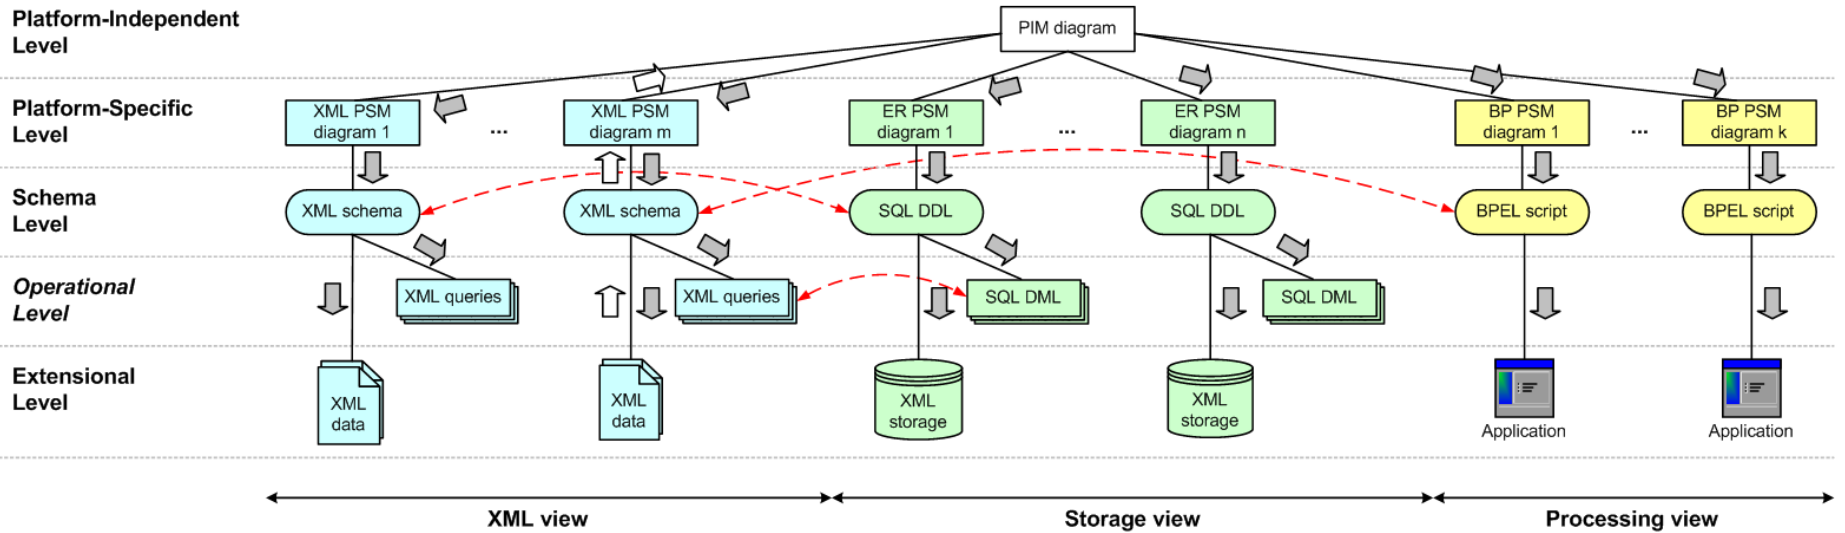 Platform-Independent
Level
PIM diagram
Platform-Specific
Level
XML PSM
diagram 1
...
XML PSM
diagram m
ER PSM
diagram 1
...
ER PSM
diagram n
BP PSM
diagram 1
...
BP PSM
diagram k
Schema
Level
XML schema
XML schema
SQL DDL
SQL DDL
BPEL script
BPEL script
Operational
Level
XML queries
XML queries
SQL DML
SQL DML
Extensional
Level
XML
data
XML
data
XML
storage
XML
storage
Application
Application
XML view
Storage view
Processing view